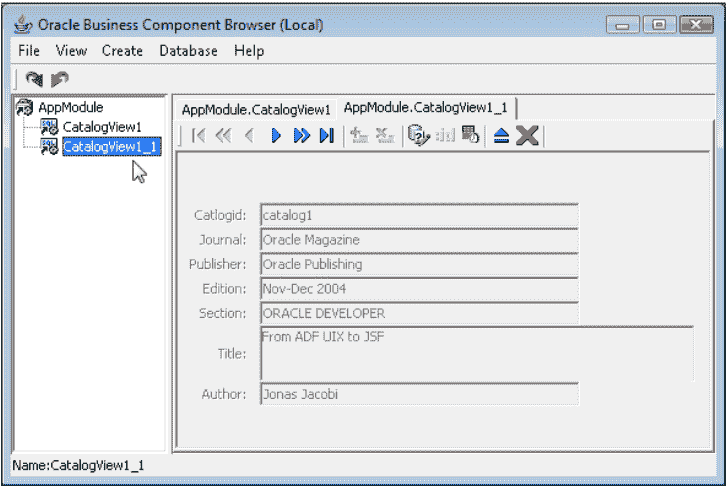 Oracle Business Component Browser (Local)
File View Create Database Help
AppModule
CatalogView1
CatalogView1_1
AppModule.CatalogView1 AppModule.CatalogView1_1
Catlogid: catalog1
Journal: Oracle Magazine
Publisher: Oracle Publishing
Edition: Nov-Dec 2004
Section: ORACLE DEVELOPER
Title: From ADF UIX to JSF
Author: Jonas Jacobi
Name:CatalogView1_1